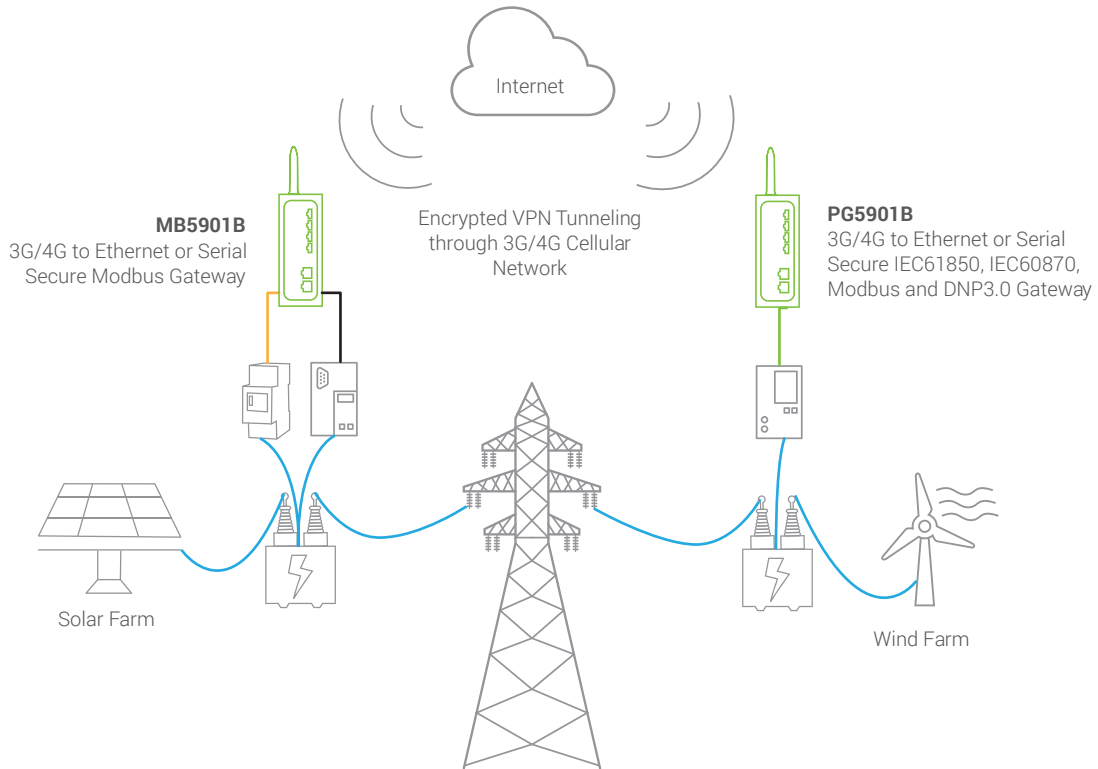 Internet
Encrypted VPN Tunneling
through 3G/4G Cellular
Network
MB5901B
3G/4G to Ethernet or Serial
Secure Modbus Gateway
PG5901B
3G/4G to Ethernet or Serial
Secure IEC61850, IEC60870,
Modbus and DNP3.0 Gateway
Solar Farm
Wind Farm